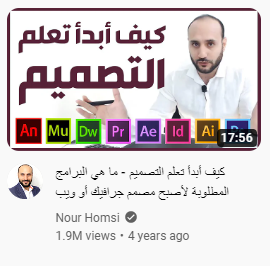 كيف أبدأ تعلم
التصميم
An Mu Dw Pr Ae Id Ai
17:56
كيف أبدأ تعلم التصميم - ما هي البرامج
المطلوبة لأصبح مصمم جرافيك أو ويب
Nour Homsi
1.9M views • 4 years ago